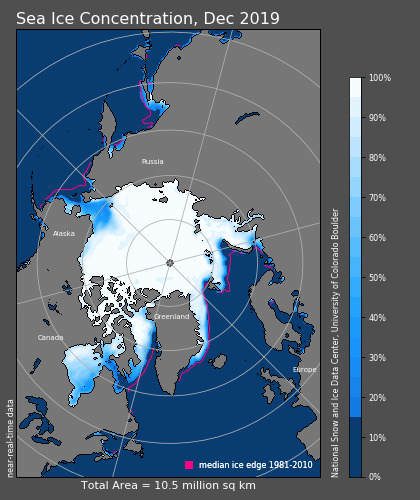 Sea Ice Concentration, Dec 2019
100%
90%
80%
70%
60%
50%
40%
30%
20%
10%
0%
Russia
Alaska
Canada
Greenland
Europe
median ice edge 1981-2010
near-real-time data
National Snow and Ice Data Center, University of Colorado Boulder
Total Area = 10.5 million sq km